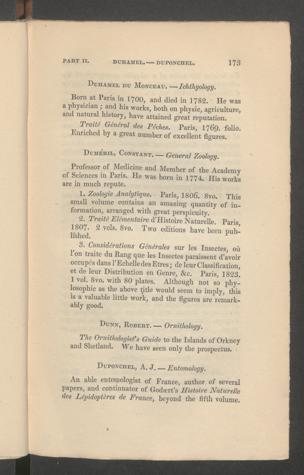 PART II. DUHAMEL.—DUPONCHEL. 173
DUHAMEL DU MONCEAU.—Ichthyology.
Born at Paris in 1700, and died in 1782. He was
a physician; and his works, both on physic, agriculture,
and natural history, have attained great reputation.
Traité Général des Pêches. Paris, 1769. folio.
Enriched by a great number of excellent figures.
DUMÉRIL, CONSTANT.—General Zoology.
Professor of Medicine and Member of the Academy
of Sciences in Paris. He was born in 1774. His works
are in much repute.
1. Zoologie Analytique. Paris, 1806. 8vo. This
small volume contains an amazing quantity of in-
formation, arranged with great perspicuity.
2. Traité Elémentaire d'Histoire Naturelle. Paris,
1807. 2 vols. 8vo. Two editions have been pub-
lished.
3. Considérations Générales sur les Insectes, où
l'on traite du Rang que les Insectes paraissent d'avoir
occupés dans l'Echelle des Etres; de leur Classification,
et de leur Distribution en Genre, &c. Paris, 1823.
1 vol. 8vo. with 80 plates. Although not so phy-
losophic as the above title would seem to imply, this
is a valuable little work, and the figures are remark-
ably good.
DUNN, ROBERT.—Ornithology.
The Ornithologist's Guide to the Islands of Orkney
and Shetland. We have seen only the prospectus.
DUPONCHEL, A. J.—Entomology.
An able entomologist of France, author of several
papers, and continuator of Godart's Histoire Naturelle
des Lépidoptères de France, beyond the fifth volume.